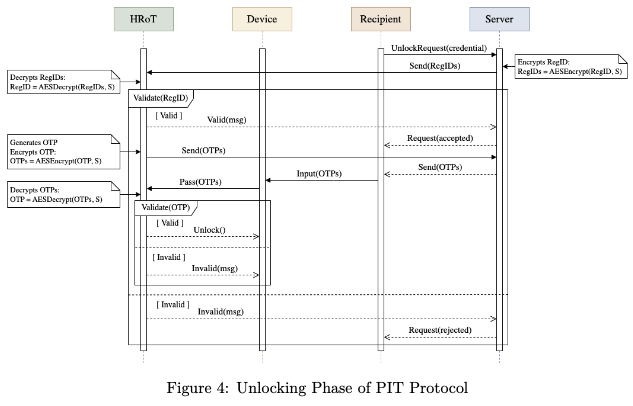 HRoT
Device
Recipient
Server
UnlockRequest(credential)
Encrypts RegID:
RegIDs = AESEncrypt(RegID, S)
Send(RegIDs)
Decrypts RegIDs:
RegID = AESDecrypt(RegIDs, S)
Validate(RegID)
[ Valid ]
Valid(msg)
Request(accepted)
Generates OTP
Encrypts OTP:
OTPs = AESEncrypt(OTP, S)
Send(OTPs)
Send(OTPs)
Input(OTPs)
Pass(OTPs)
Decrypts OTPs:
OTP = AESDecrypt(OTPs, S)
Validate(OTP)
[ Valid ]
Unlock()
[ Invalid ]
Invalid(msg)
[ Invalid ]
Invalid(msg)
Request(rejected)
Figure 4: Unlocking Phase of PIT Protocol